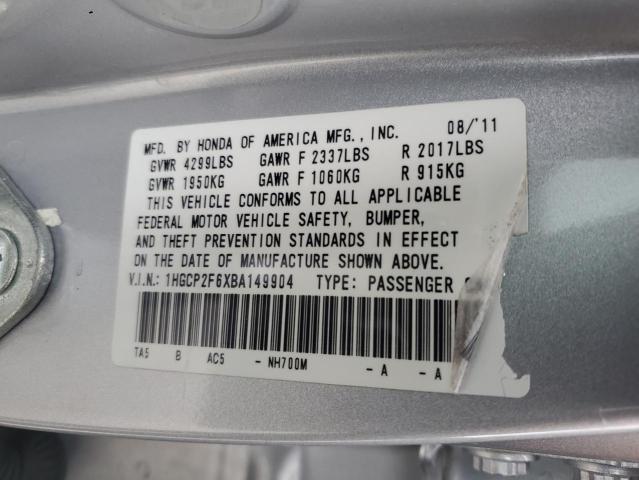 MFD. BY HONDA OF AMERICA MFG., INC. 08/'11
GVWR 4299LBS GAWR F 2337LBS R 2017LBS
GVWR 1950KG GAWR F 1060KG R 915KG
THIS VEHICLE CONFORMS TO ALL APPLICABLE
FEDERAL MOTOR VEHICLE SAFETY, BUMPER,
AND THEFT PREVENTION STANDARDS IN EFFECT
ON THE DATE OF MANUFACTURE SHOWN ABOVE.
V.I.N.: 1HGCP2F6XBA149904 TYPE: PASSENGER
TA5 B AC5 - NH700M - A - A